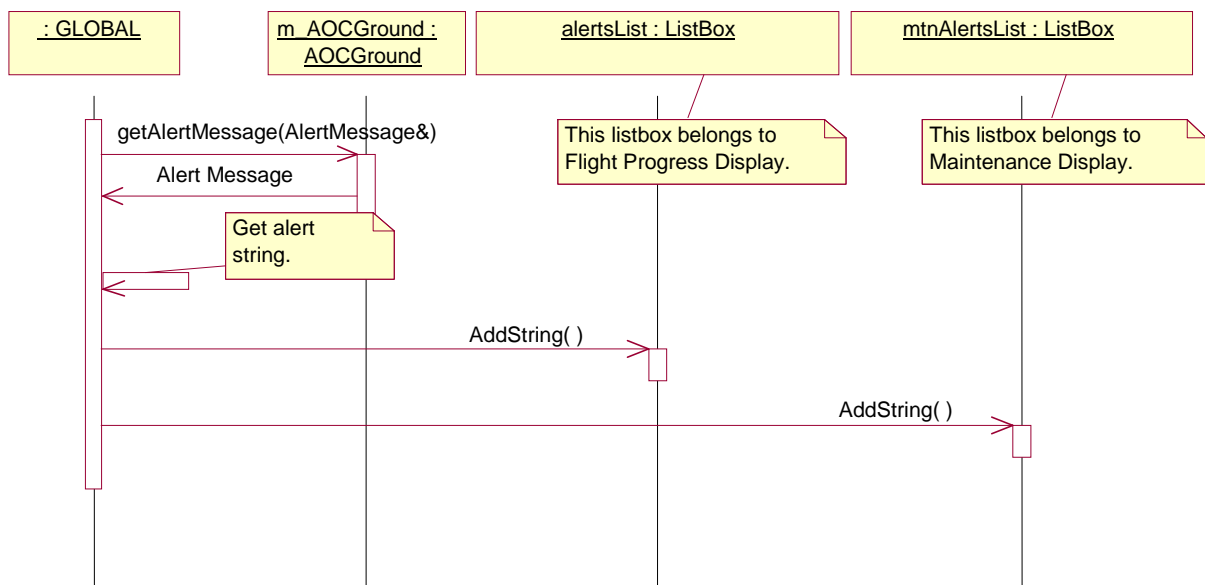 : GLOBAL
m_AOCGround :
AOCGround
alertsList : ListBox
mtnAlertsList : ListBox
getAlertMessage(AlertMessage&)
This listbox belongs to
Flight Progress Display.
This listbox belongs to
Maintenance Display.
Alert Message
Get alert
string.
AddString( )
AddString( )